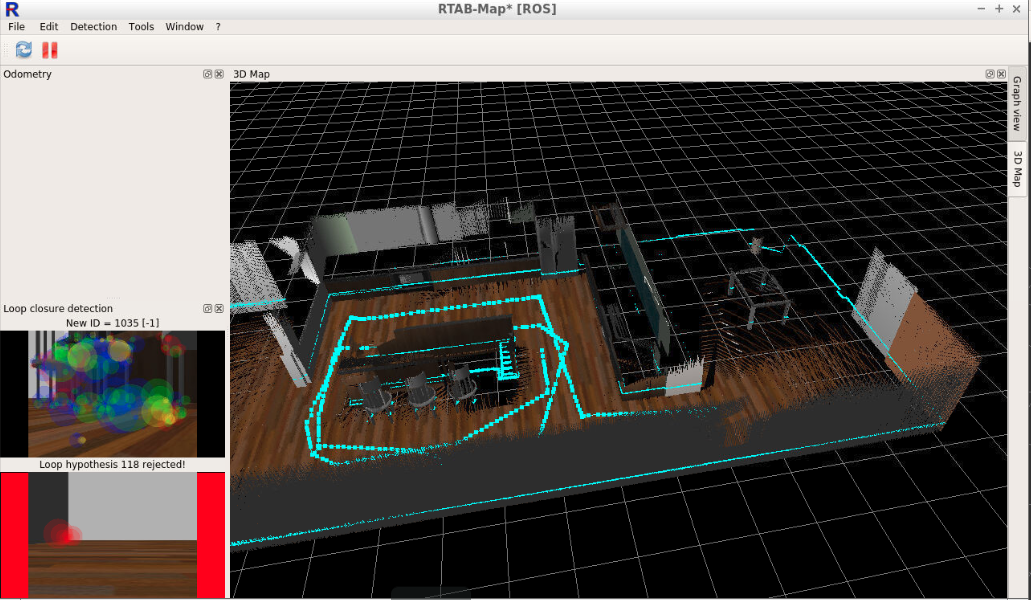 RTAB-Map* [ROS]
File Edit Detection Tools Window ?
Odometry
3D Map
Graph view
3D Map
Loop closure detection
New ID = 1035 [-1]
Loop hypothesis 118 rejected!